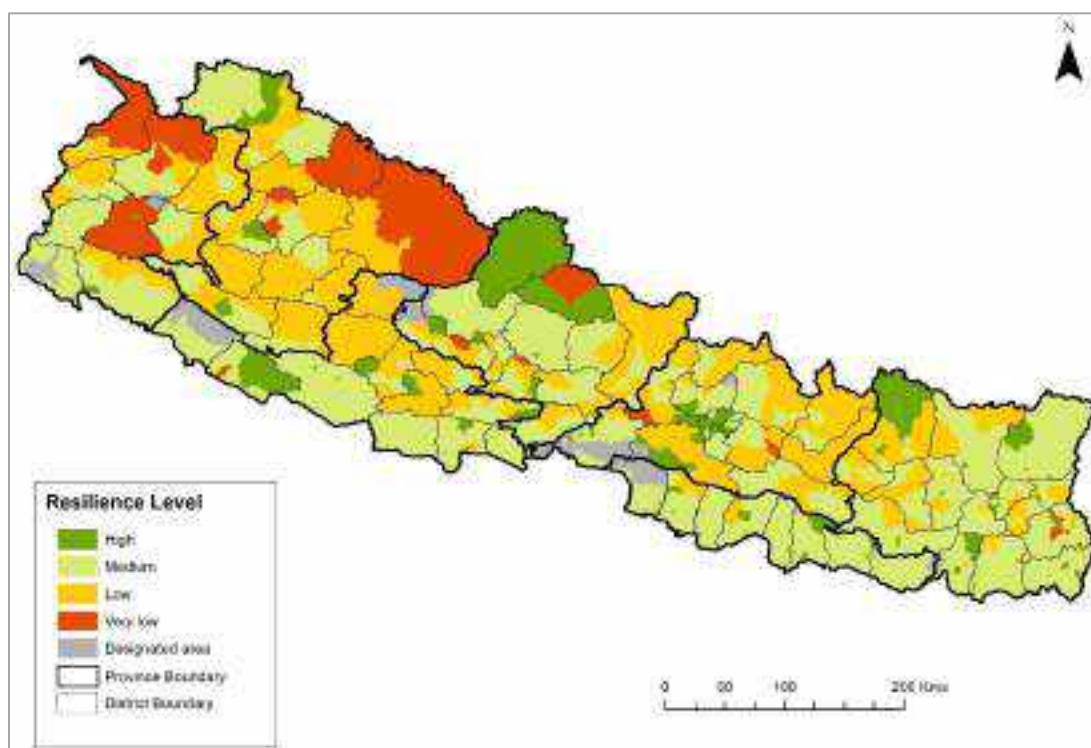 N
Resilience Level
High
Medium
Low
Very low
Designated area
Province Boundary
District Boundary
0 50 100 200 Kms